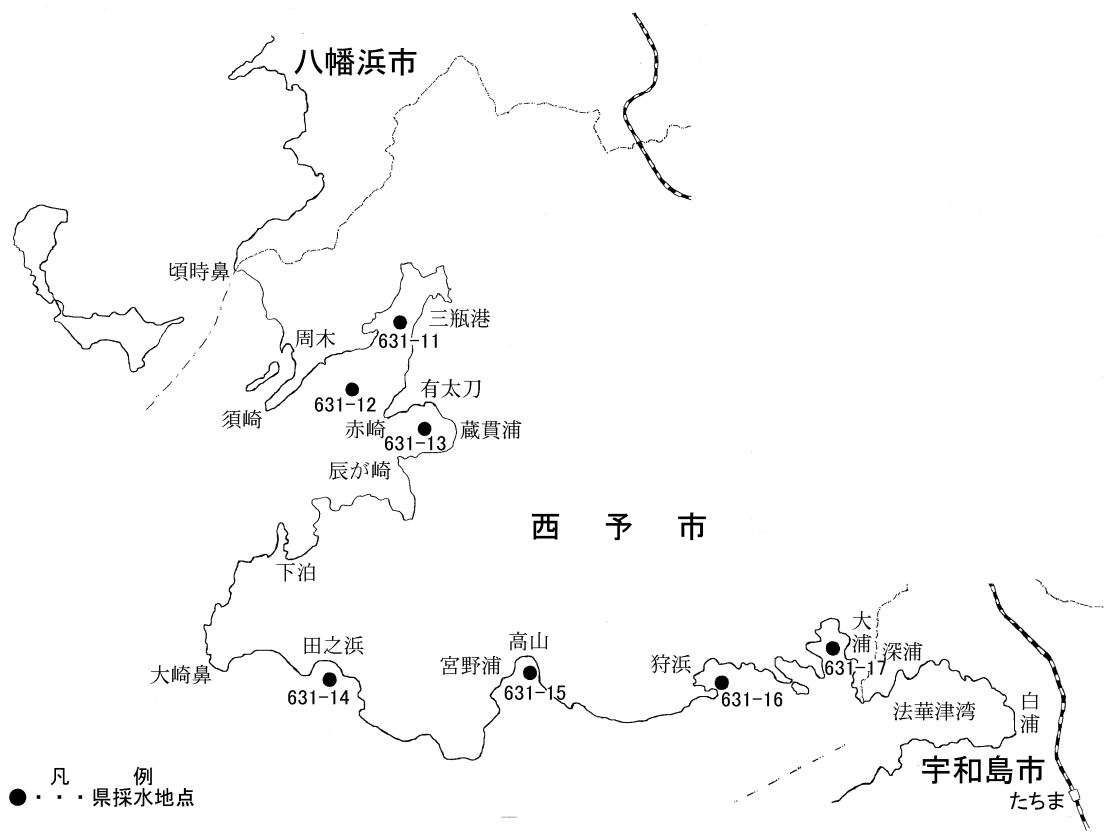 八幡浜市
頃時鼻
三瓶港
周木
631-11
有太刀
631-12
須崎
赤崎
蔵貫浦
631-13
辰が崎
西予市
下泊
大浦
高山
田之浜
深浦
宮野浦
狩浜
大崎鼻
631-17
631-14
631-15
631-16
白浦
法華津湾
宇和島市
凡 例
●・・・県採水地点
たちま